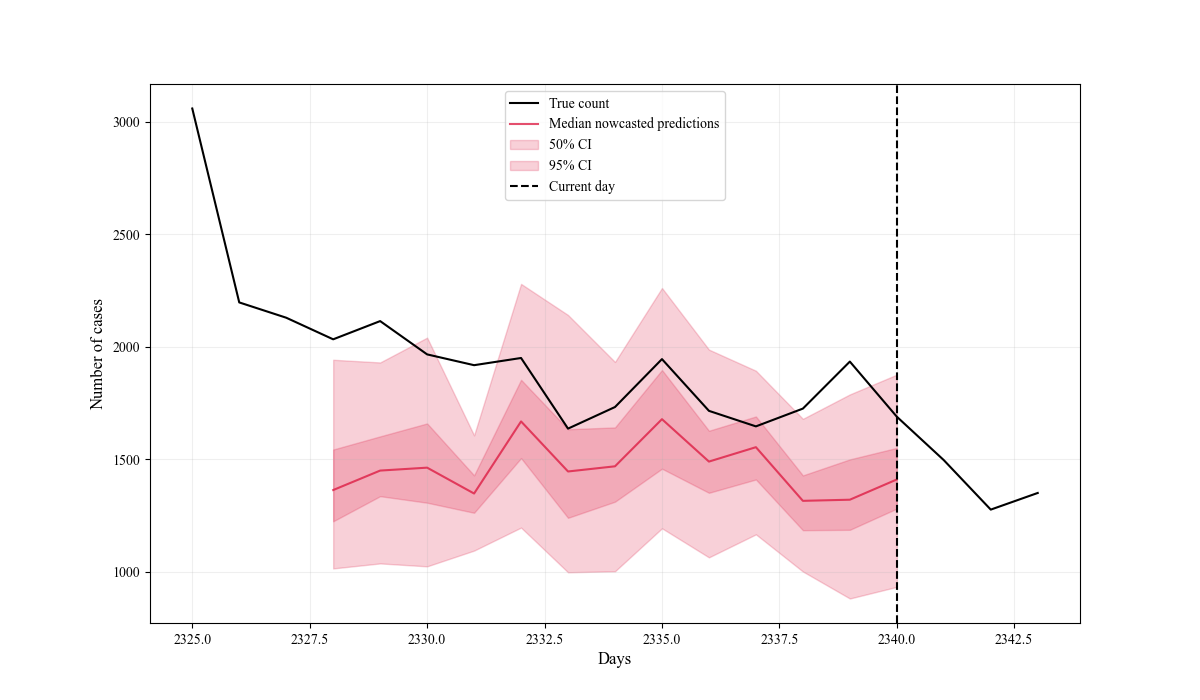 3000
2500
2000
1500
1000
Number of cases
True count
Median nowcasted predictions
50% CI
95% CI
Current day
2325.0 2327.5 2330.0 2332.5 2335.0 2337.5 2340.0 2342.5
Days